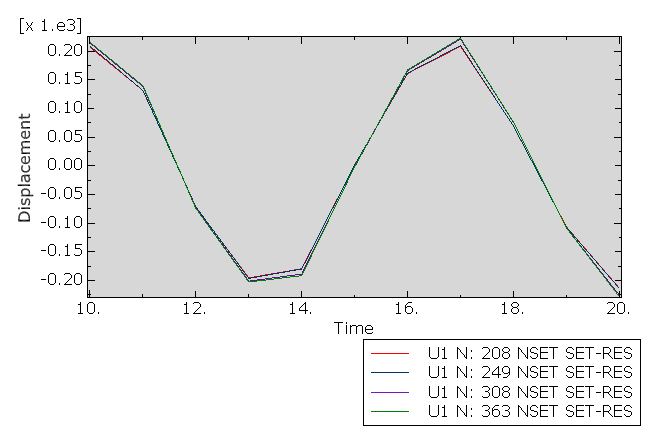 [x 1.e3]
0.20
0.15
0.10
0.05
0.00
-0.05
-0.10
-0.15
-0.20
Displacement
10. 12. 14. 16. 18. 20.
Time
U1 N: 208 NSET SET-RES
U1 N: 249 NSET SET-RES
U1 N: 308 NSET SET-RES
U1 N: 363 NSET SET-RES